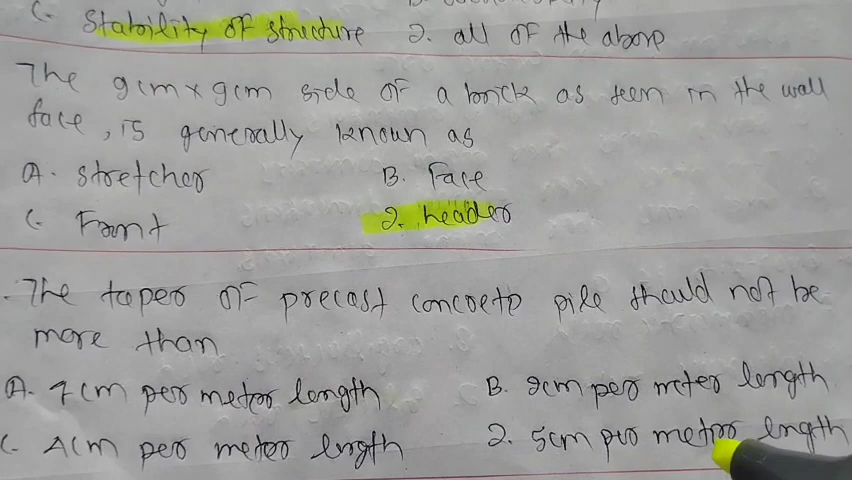 C. Stability of structure D. all of the above
The 9cm x 9cm side of a brick as seen in the wall
face, is generally known as
A. stretcher B. Face
C. Front D. header
The taper of precast concrete pile should not be
more than
A. 1cm per meter length B. 2cm per meter length
C. 4cm per meter length D. 5cm per meter length